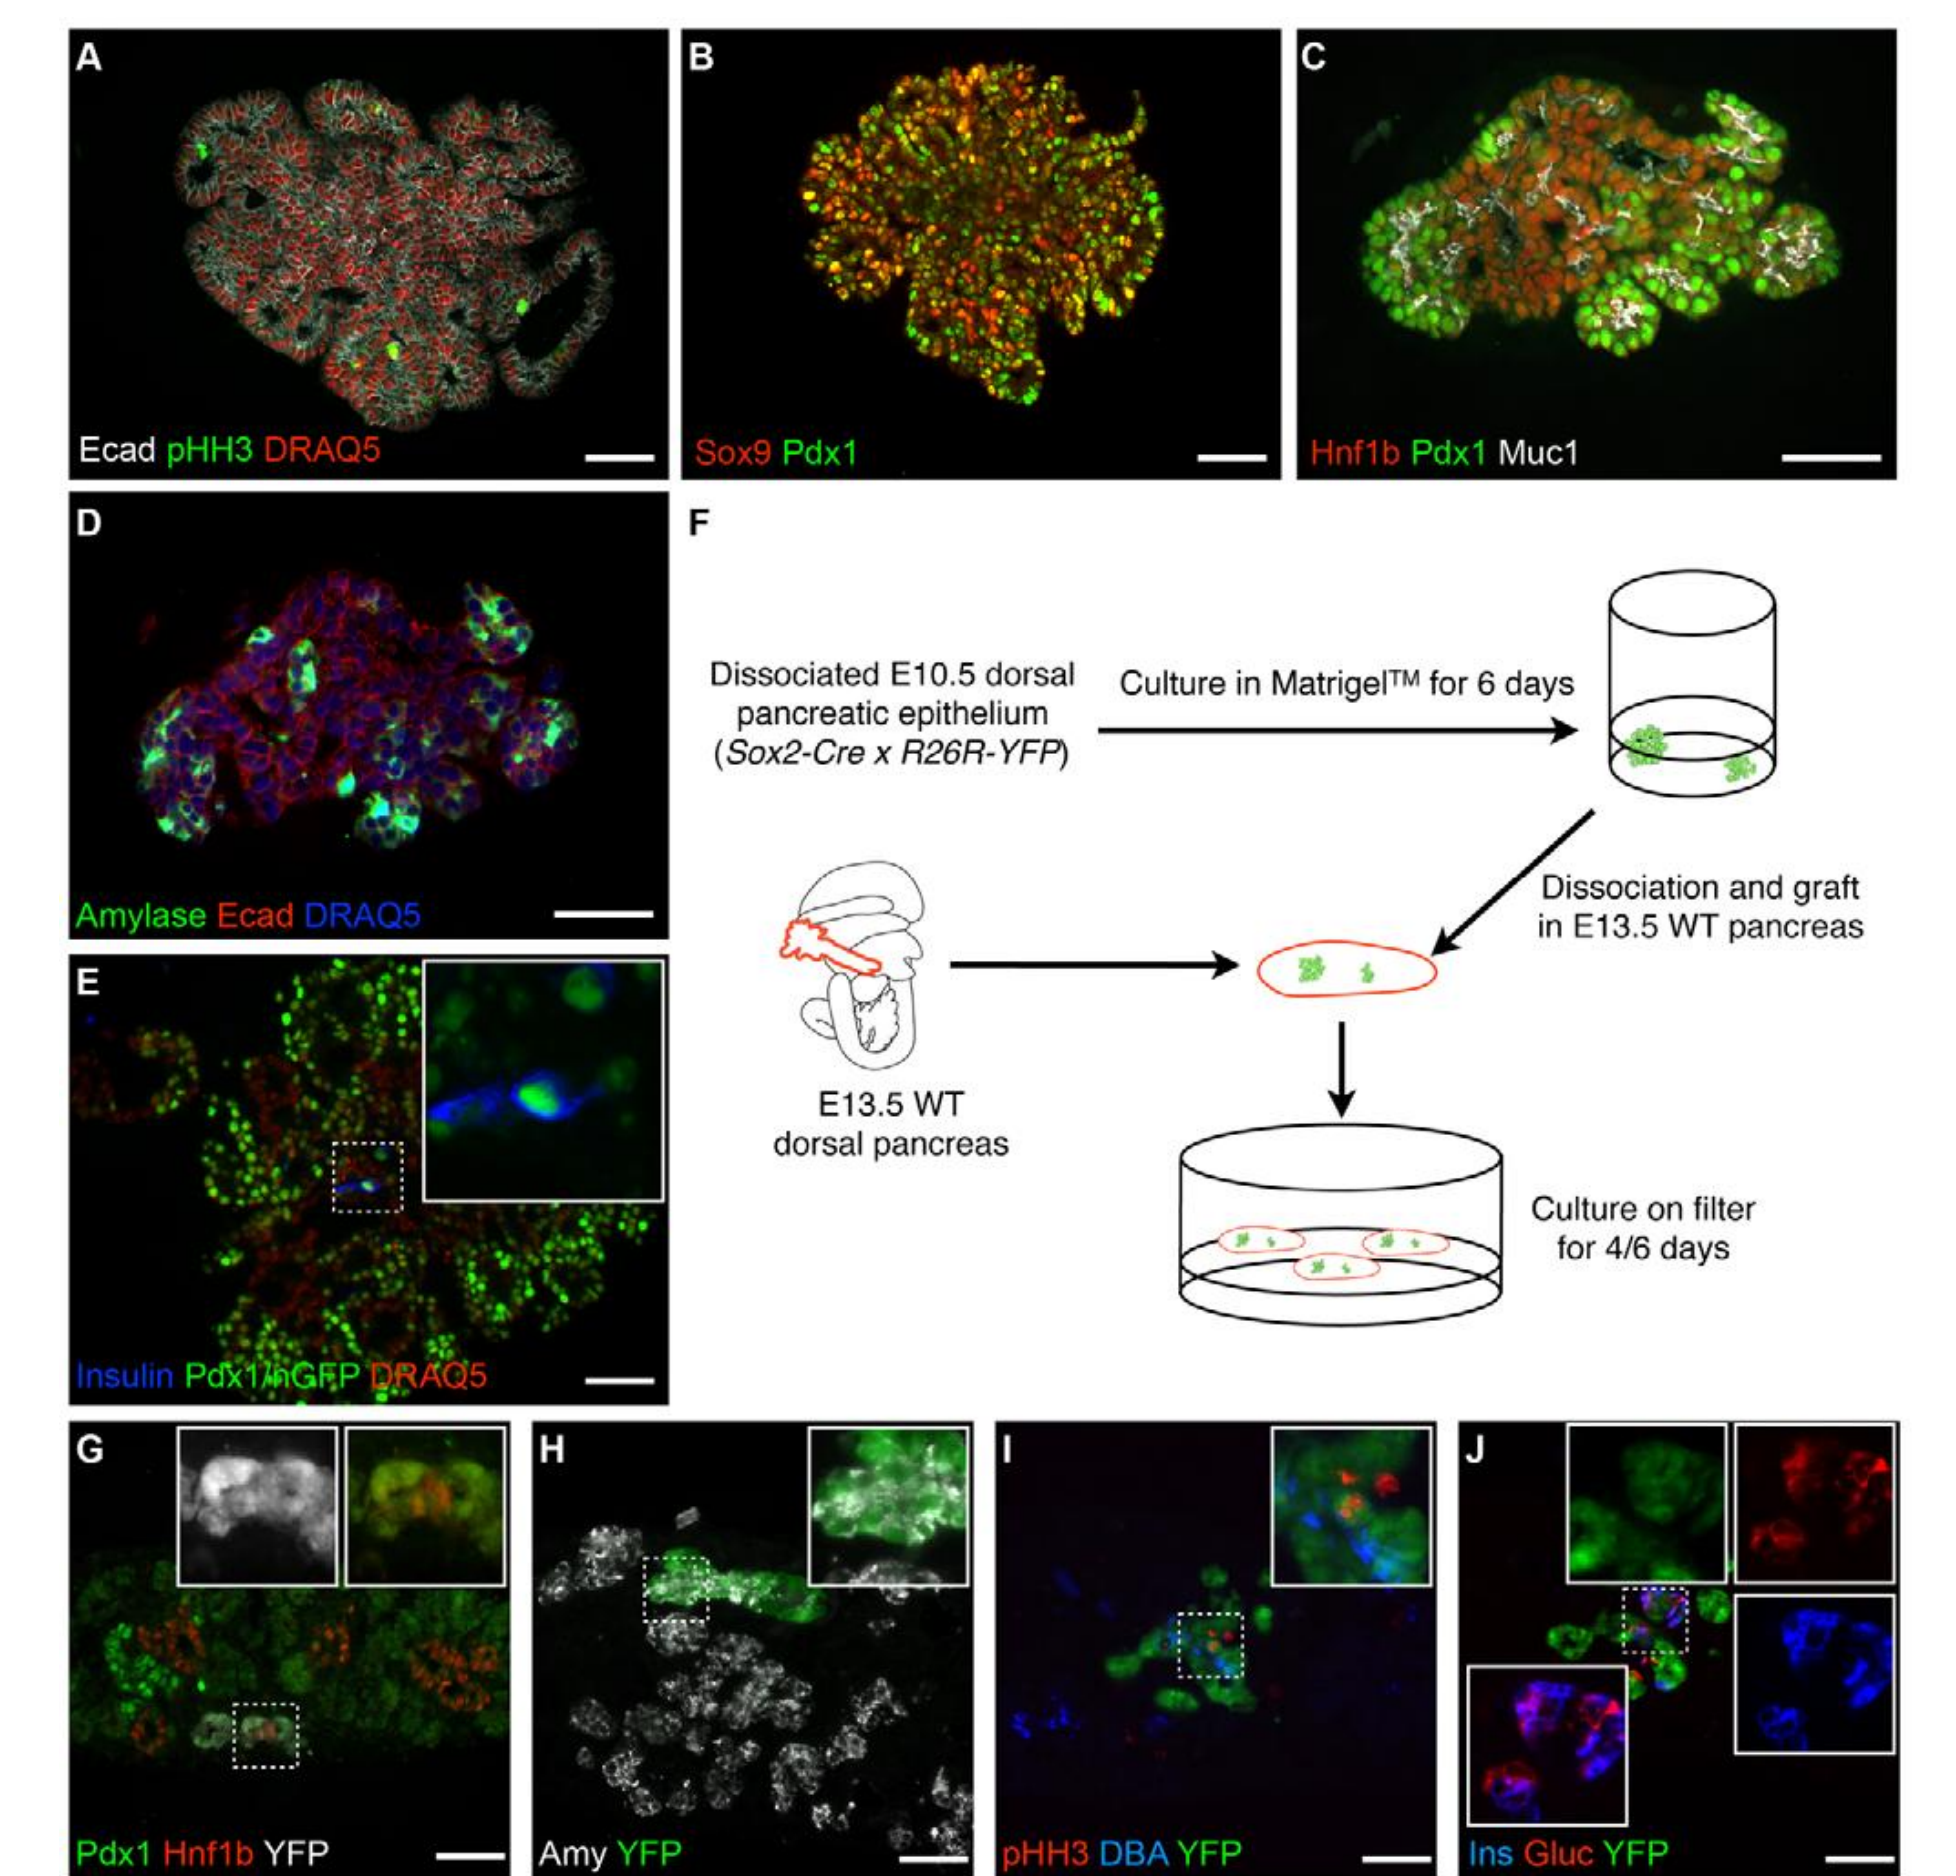 A
Ecad pHH3 DRAQ5
B
Sox9 Pdx1
C
Hnf1b Pdx1 Muc1
D
Amylase Ecad DRAQ5
E
Insulin Pdx1/nGFP DRAQ5
F
Dissociated E10.5 dorsal
pancreatic epithelium
(Sox2-Cre x R26R-YFP)
Culture in Matrigel™ for 6 days
Dissociation and graft
in E13.5 WT pancreas
E13.5 WT
dorsal pancreas
Culture on filter
for 4/6 days
G
Pdx1 Hnf1b YFP
H
Amy YFP
I
pHH3 DBA YFP
J
Ins Gluc YFP